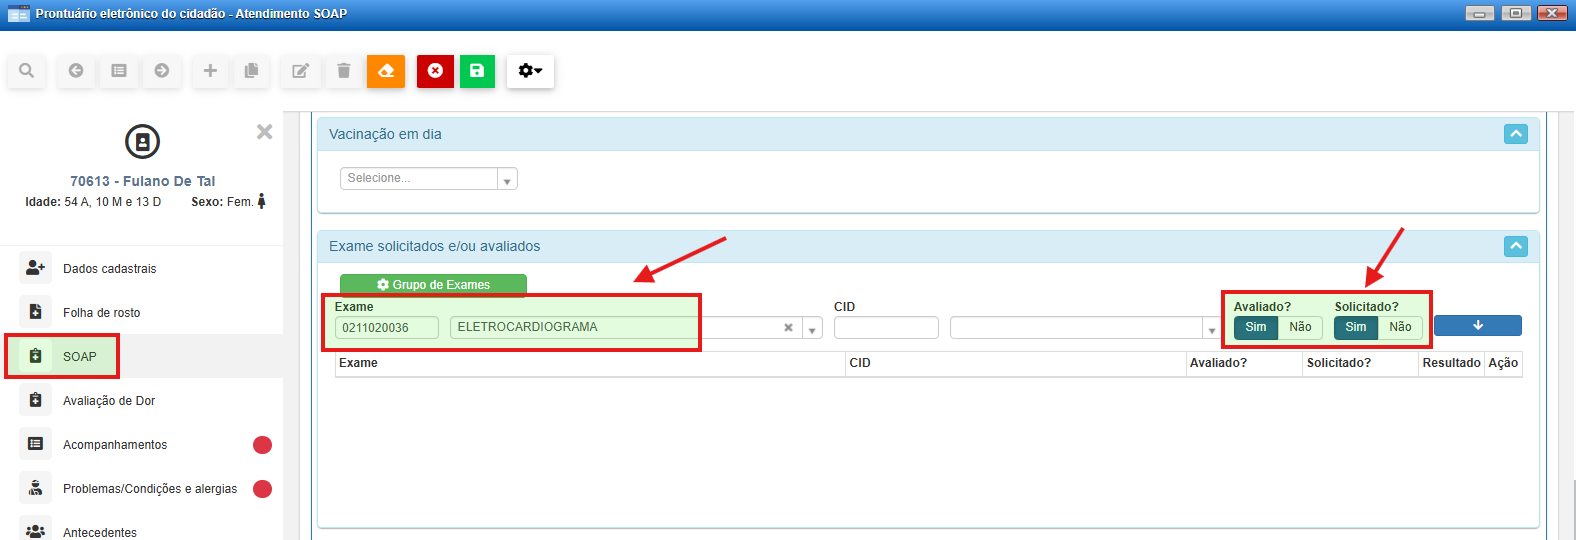 Prontuário eletrônico do cidadão - Atendimento SOAP
70613 - Fulano De Tal
Idade: 54 A, 10 M e 13 D Sexo: Fem.
Dados cadastrais
Folha de rosto
SOAP
Avaliação de Dor
Acompanhamentos
Problemas/Condições e alergias
Antecedentes
Vacinação em dia
Selecione...
Exame solicitados e/ou avaliados
Grupo de Exames
Exame CID Avaliado? Solicitado?
0211020036 ELETROCARDIOGRAMA Sim Não Sim Não
Exame CID Avaliado? Solicitado? Resultado Ação